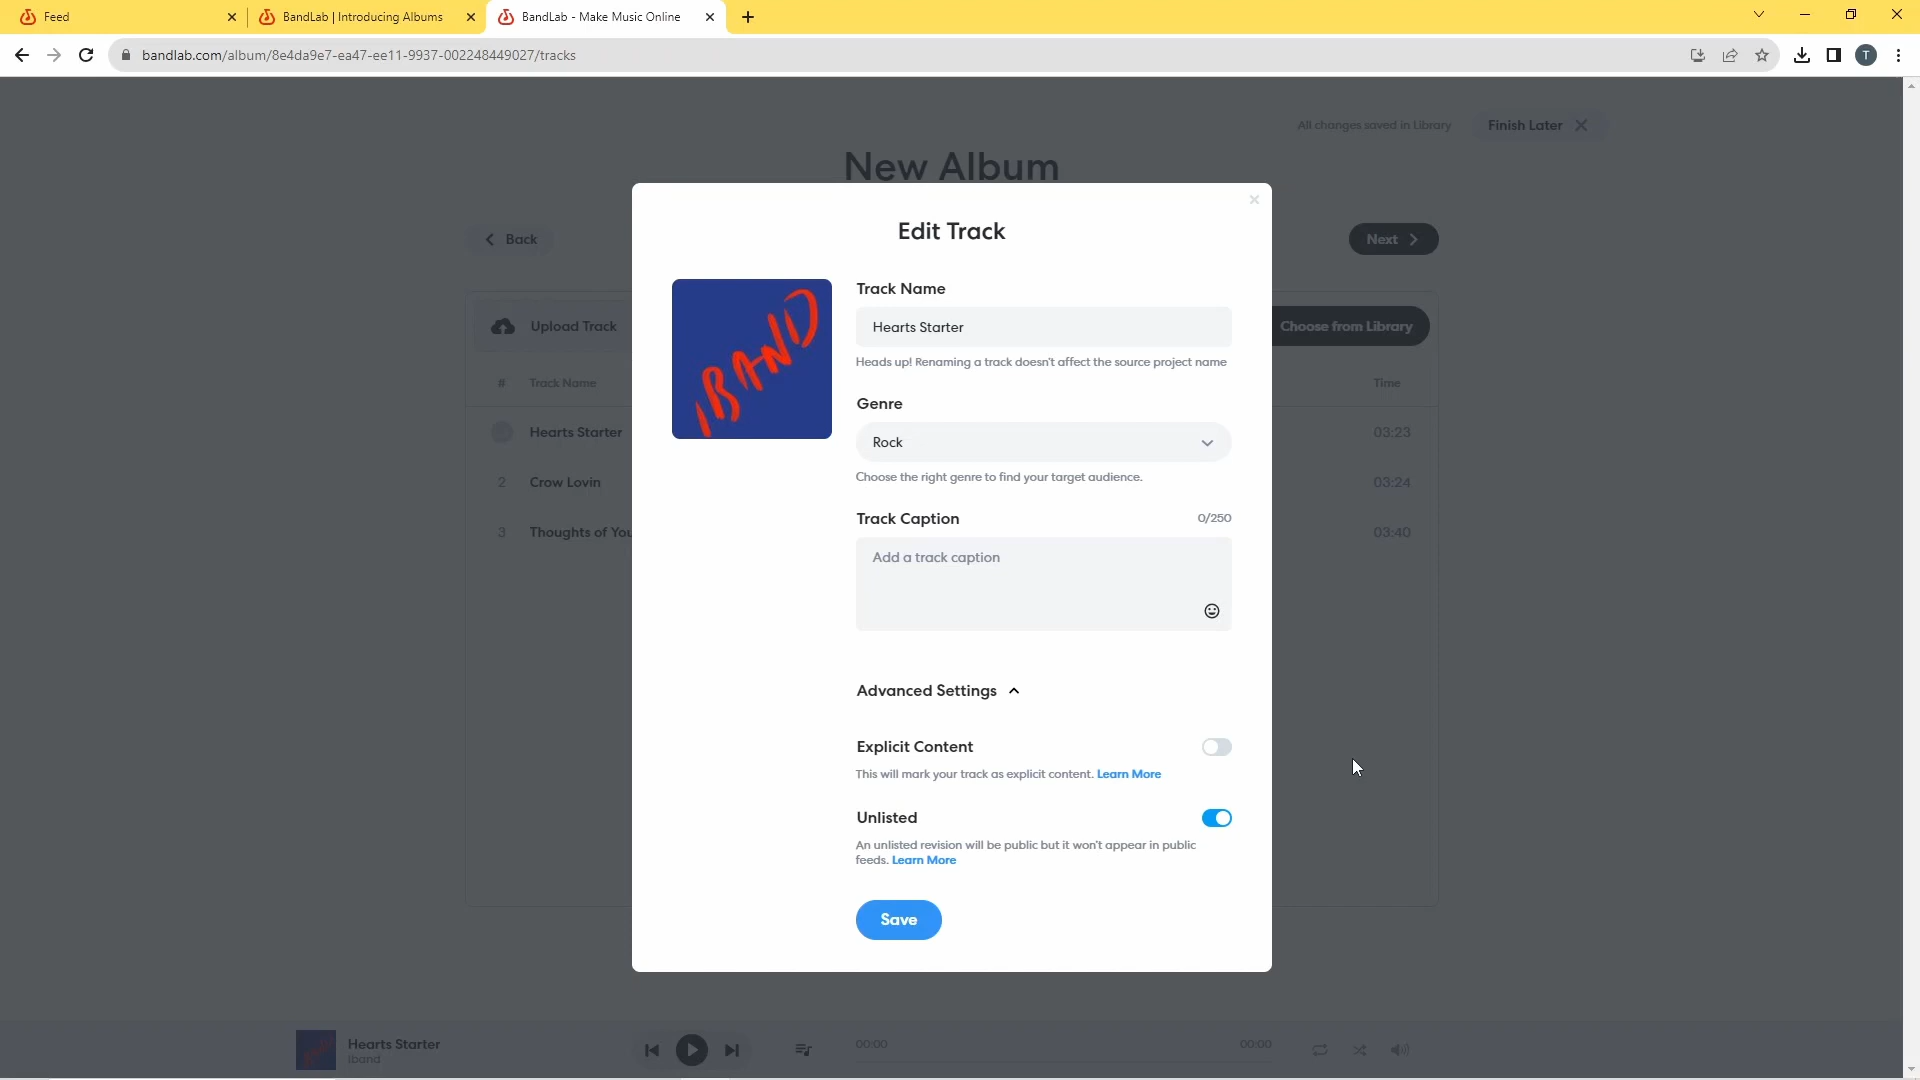 Feed
BandLab | Introducing Albums
BandLab - Make Music Online
bandlab.com/album/8e4da9e7-ea47-ee11-9937-002248449027/tracks
T
All changes saved in Library
Finish Later
New Album
Back
Next
Upload Track
Choose from Library
# Track Name
Time
Hearts Starter
03:23
2 Crow Lovin
03:24
3 Thoughts of You
03:40
Edit Track
IBAND
Track Name
Hearts Starter
Heads up! Renaming a track doesn't affect the source project name
Genre
Rock
Choose the right genre to find your target audience.
Track Caption
0/250
Add a track caption
Advanced Settings
Explicit Content
This will mark your track as explicit content. Learn More
Unlisted
An unlisted revision will be public but it won't appear in public
feeds. Learn More
Save
Hearts Starter
Iband
00:00
00:00